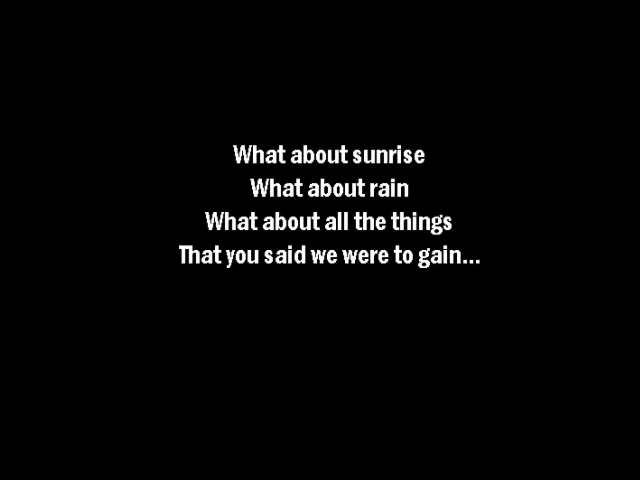 What about sunrise
What about rain
What about all the things
That you said we were to gain...